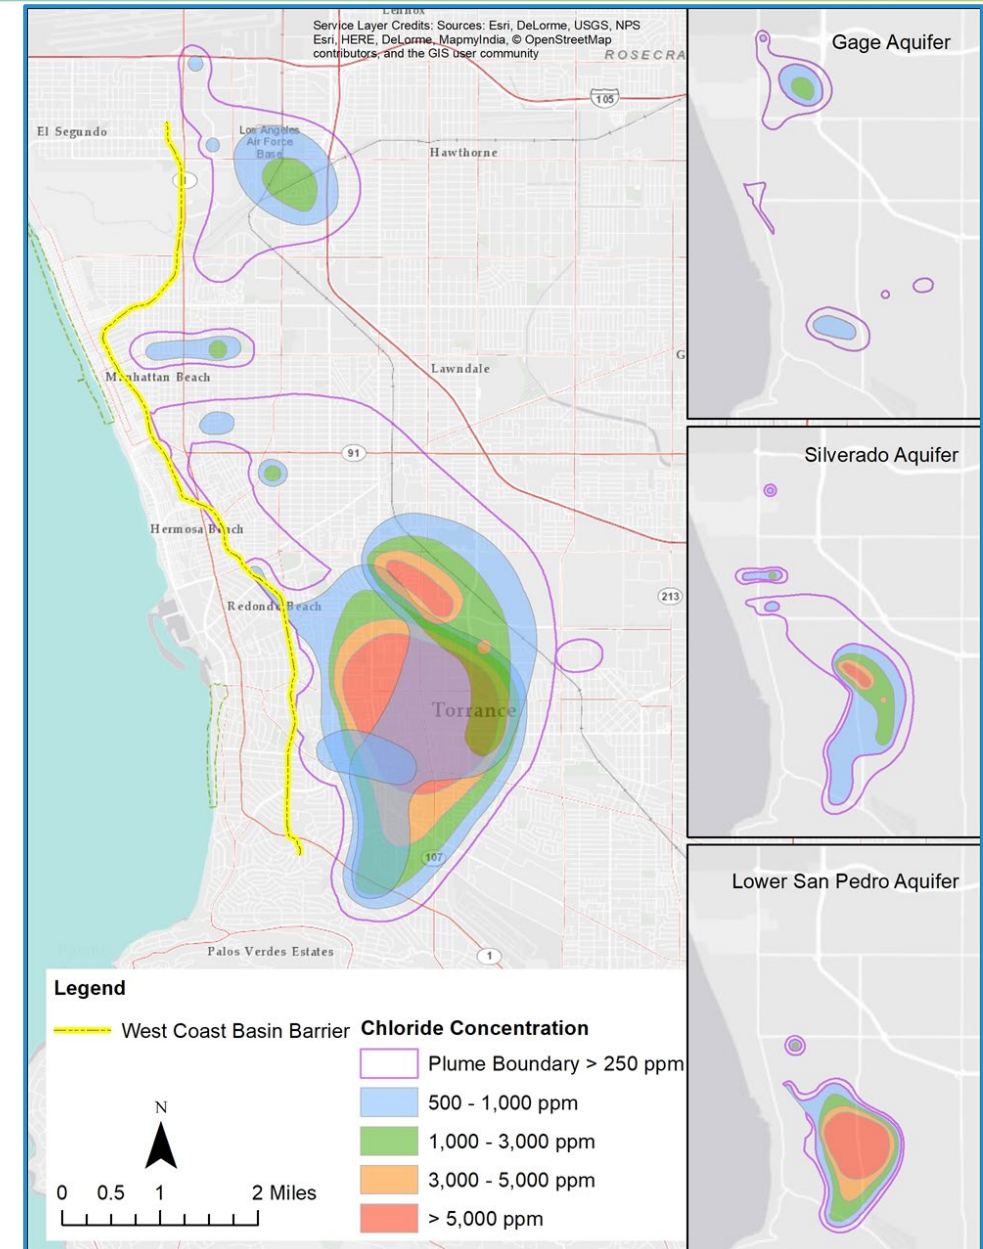 Lennox
Service Layer Credits: Sources: Esri, DeLorme, USGS, NPS
Esri, HERE, DeLorme, MapmyIndia, © OpenStreetMap
contributors, and the GIS user community
ROSECRA
105
El Segundo
Los Angeles
Air Force
Base
Hawthorne
1
Manhattan Beach
Lawndale
G
91
Hermosa Beach
Redondo Beach
213
Torrance
107
Palos Verdes Estates
1
Gage Aquifer
Silverado Aquifer
Lower San Pedro Aquifer
Legend
West Coast Basin Barrier
Chloride Concentration
Plume Boundary > 250 ppm
500 - 1,000 ppm
1,000 - 3,000 ppm
3,000 - 5,000 ppm
> 5,000 ppm
N
0 0.5 1 2 Miles